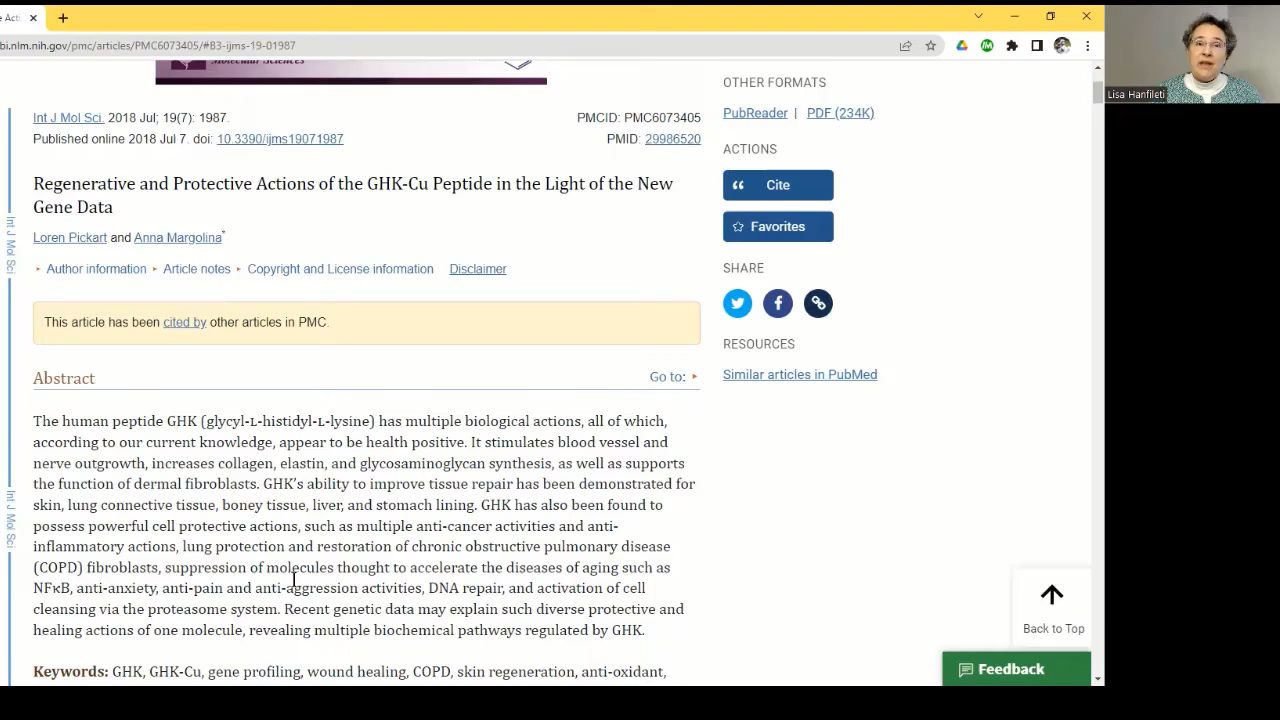 Act
bi.nlm.nih.gov/pmc/articles/PMC6073405/#B3-ijms-19-01987
Lisa Hanfileti
Molecular Sciences
Int J Mol Sci. 2018 Jul; 19(7): 1987.
PMCID: PMC6073405
Published online 2018 Jul 7. doi: 10.3390/ijms19071987
PMID: 29986520
Regenerative and Protective Actions of the GHK-Cu Peptide in the Light of the New
Gene Data
Loren Pickart and Anna Margolina*
Author information Article notes Copyright and License information Disclaimer
This article has been cited by other articles in PMC.
Abstract
Go to:
The human peptide GHK (glycyl-L-histidyl-L-lysine) has multiple biological actions, all of which,
according to our current knowledge, appear to be health positive. It stimulates blood vessel and
nerve outgrowth, increases collagen, elastin, and glycosaminoglycan synthesis, as well as supports
the function of dermal fibroblasts. GHK's ability to improve tissue repair has been demonstrated for
skin, lung connective tissue, boney tissue, liver, and stomach lining. GHK has also been found to
possess powerful cell protective actions, such as multiple anti-cancer activities and anti-
inflammatory actions, lung protection and restoration of chronic obstructive pulmonary disease
(COPD) fibroblasts, suppression of molecules thought to accelerate the diseases of aging such as
NFκB, anti-anxiety, anti-pain and anti-aggression activities, DNA repair, and activation of cell
cleansing via the proteasome system. Recent genetic data may explain such diverse protective and
healing actions of one molecule, revealing multiple biochemical pathways regulated by GHK.
Keywords: GHK, GHK-Cu, gene profiling, wound healing, COPD, skin regeneration, anti-oxidant,
Int J Mol Sci
Int J Mol Sci
OTHER FORMATS
PubReader | PDF (234K)
ACTIONS
Cite
Favorites
SHARE
RESOURCES
Similar articles in PubMed
Back to Top
Feedback